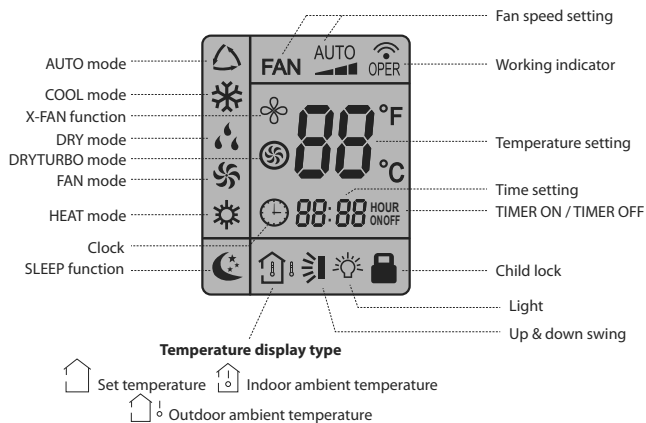 Fan speed setting
AUTO
FAN
OPER
AUTO mode
Working indicator
COOL mode
X-FAN function
°F
DRY mode
88
Temperature setting
DRYTURBO mode
FAN mode
°C
Time setting
HEAT mode
88:88
HOUR
ONOFF
TIMER ON / TIMER OFF
Clock
SLEEP function
Child lock
Light
Up & down swing
Temperature display type
Set temperature Indoor ambient temperature
Outdoor ambient temperature